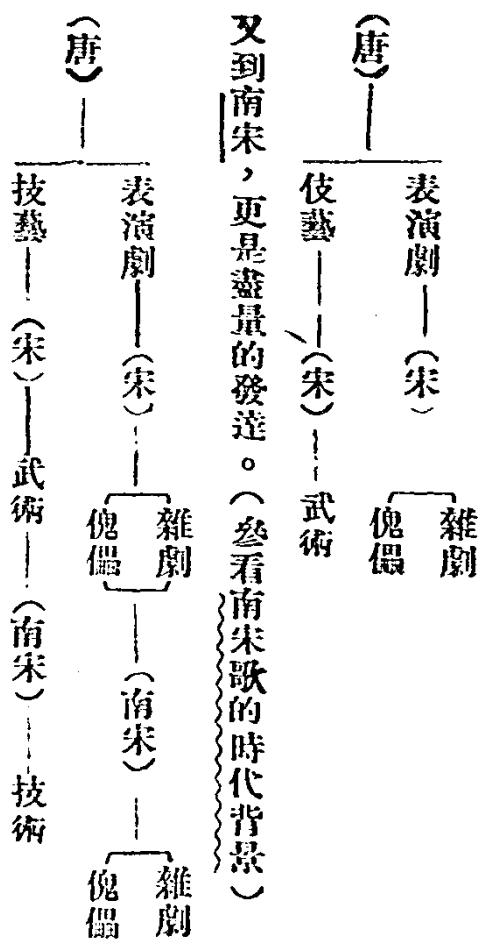 （唐）
表演劇——（宋）
雜劇
傀儡
伎藝——（宋）——武術
又到南宋，更是盡量的發達。（參看南宋歌的時代背景）
（唐）
表演劇——（宋）
雜劇
傀儡
（南宋）
雜劇
傀儡
技藝——（宋）——武術——（南宋）——技術